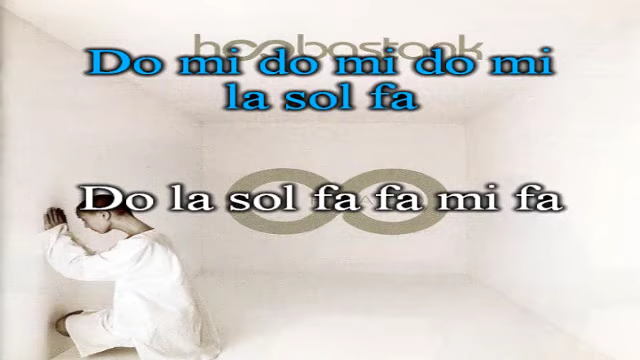 hoobastank
Do mi do mi do mi
la sol fa
Do la sol fa fa mi fa